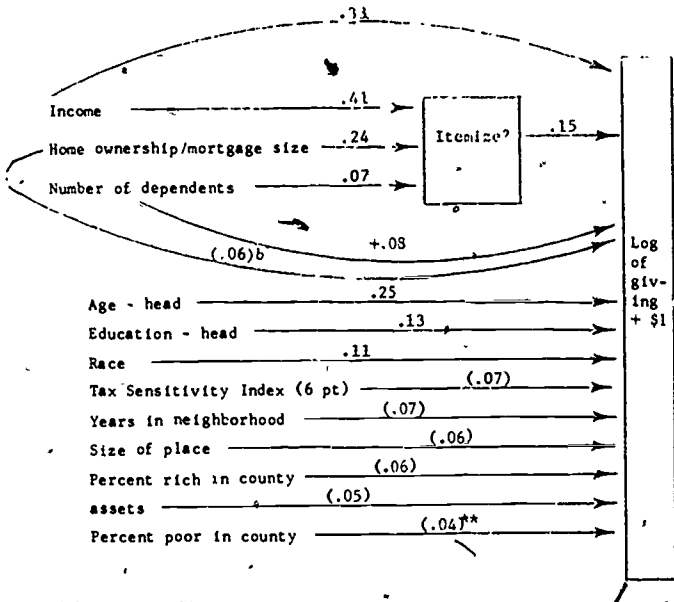 .33
Income .41
Itemize? .15
Home ownership/mortgage size .24
Number of dependents .07
(.06)b +.08
Log
of
giv-
ing
+ $1
Age - head .25
Education - head .13
Race .11
Tax Sensitivity Index (6 pt) (.07)
Years in neighborhood (.07)
Size of place (.06)
Percent rich in county (.06)
assets (.05)
Percent poor in county (.04)**